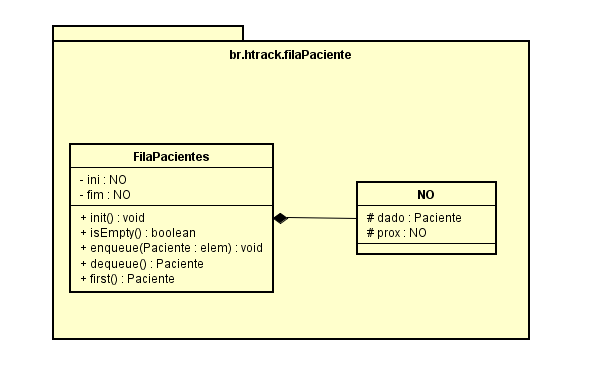 br.htrack.filaPaciente
FilaPacientes
- ini : NO
- fim : NO
+ init() : void
+ isEmpty() : boolean
+ enqueue(Paciente : elem) : void
+ dequeue() : Paciente
+ first() : Paciente
NO
# dado : Paciente
# prox : NO